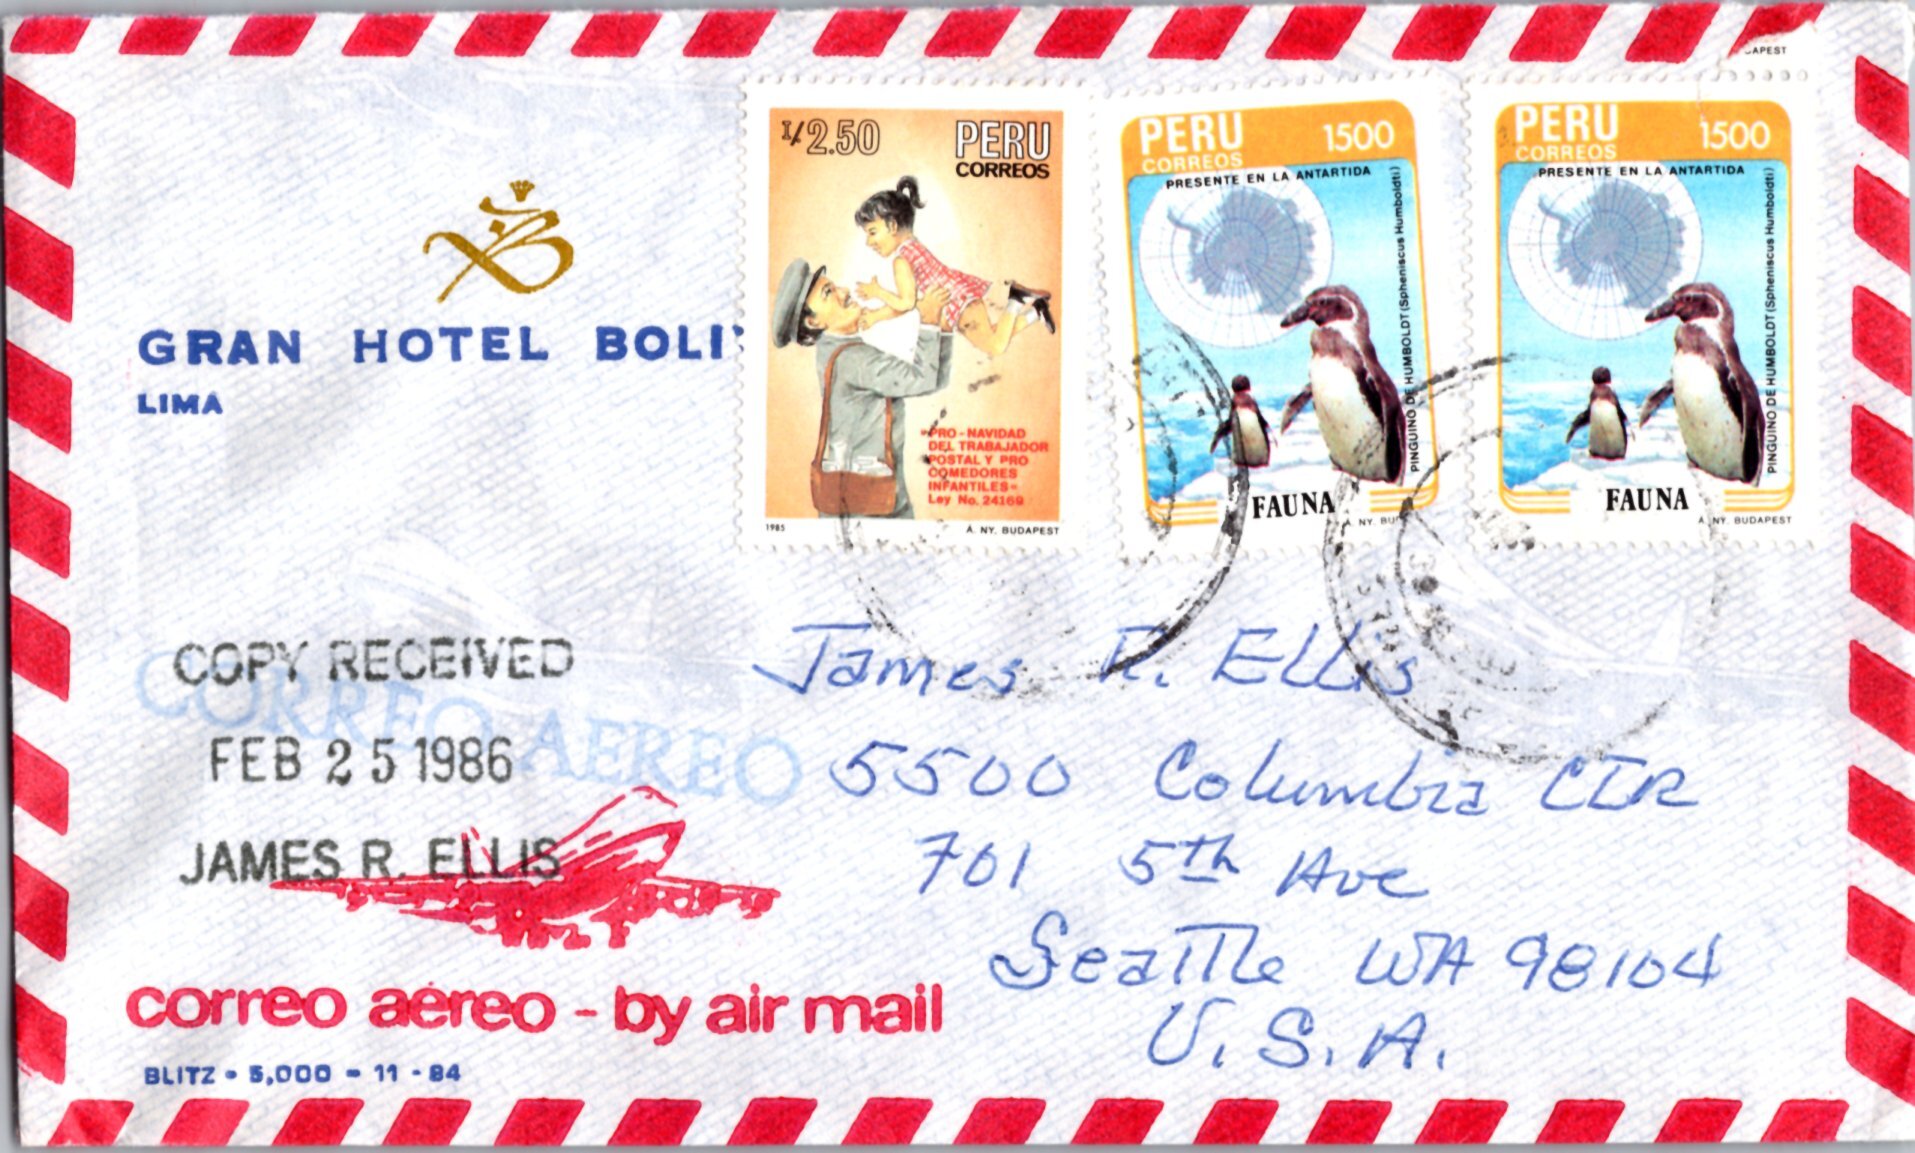 APEST
GRAN HOTEL BOLI
LIMA
I/2.50 PERU
CORREOS
"PRO-NAVIDAD
DEL TRABAJADOR
POSTAL Y PRO
COMEDORES
INFANTILES"
Ley No. 24169
1985 A. NY. BUDAPEST
PERU 1500
CORREOS
PRESENTE EN LA ANTARTIDA
PINGUINO DE HUMBOLDT (Spheniscus Humboldti)
FAUNA
A. NY. BU
PERU 1500
CORREOS
PRESENTE EN LA ANTARTIDA
PINGUINO DE HUMBOLDT (Spheniscus Humboldti)
FAUNA
A. NY. BUDAPEST
COPY RECEIVED
FEB 25 1986
JAMES R. ELLIS
CORREO AEREO
James R. Ellis
5500 Columbia CTR
701 5th Ave
Seattle WA 98104
U.S.A.
correo aéreo - by air mail
BLITZ - 5,000 - 11 - 84